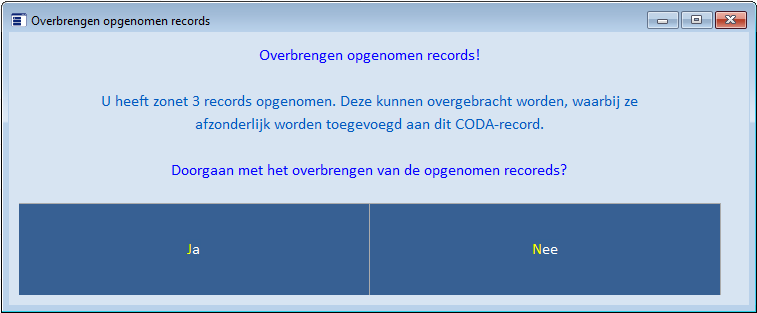 Overbrengen opgenomen records
Overbrengen opgenomen records!
U heeft zonet 3 records opgenomen. Deze kunnen overgebracht worden, waarbij ze
afzonderlijk worden toegevoegd aan dit CODA-record.
Doorgaan met het overbrengen van de opgenomen recoreds?
Ja
Nee